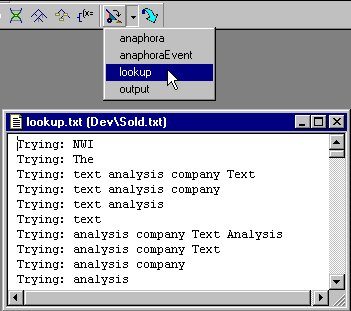 {(x=
anaphora
anaphoraEvent
lookup
output
lookup.txt (Dev\Sold.txt)
Trying: NWI
Trying: The
Trying: text analysis company Text
Trying: text analysis company
Trying: text analysis
Trying: text
Trying: analysis company Text Analysis
Trying: analysis company Text
Trying: analysis company
Trying: analysis